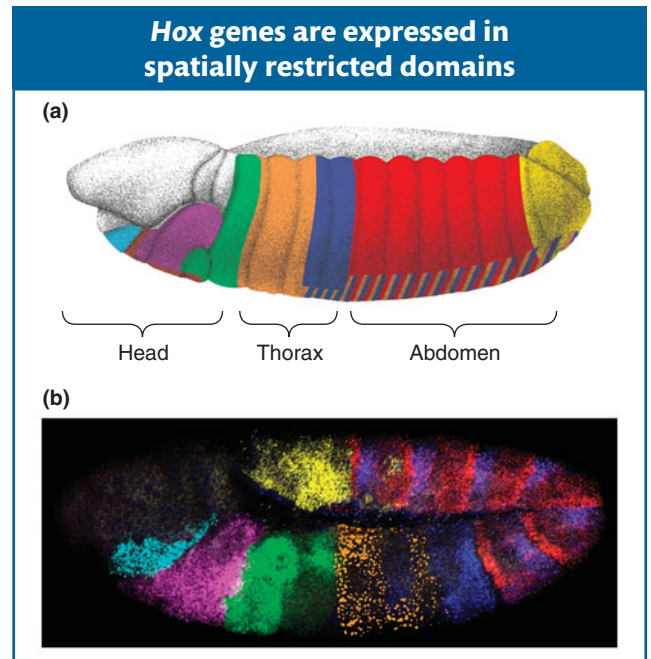 Hox genes are expressed in
spatially restricted domains
(a)
Head
Thorax
Abdomen
(b)